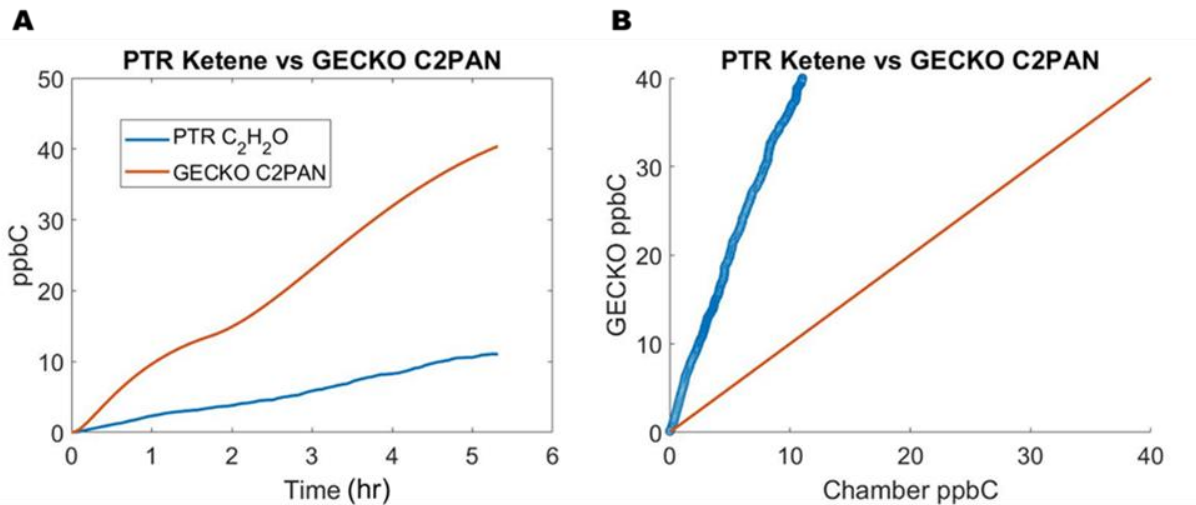 A
PTR Ketene vs GECKO C2PAN
50
40
30
20
10
0
ppbC
PTR C₂H₂O
GECKO C2PAN
0 1 2 3 4 5 6
Time (hr)
B
PTR Ketene vs GECKO C2PAN
40
30
20
10
0
GECKO ppbC
0 10 20 30 40
Chamber ppbC